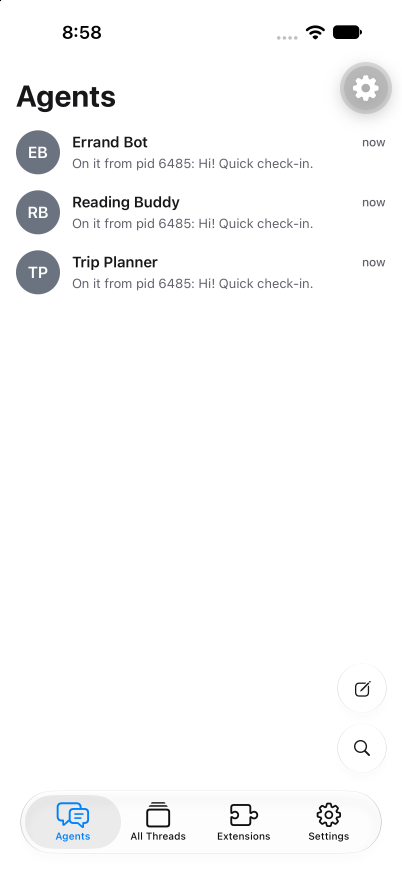 8:58
Agents
EB
Errand Bot
now
On it from pid 6485: Hi! Quick check-in.
RB
Reading Buddy
now
On it from pid 6485: Hi! Quick check-in.
TP
Trip Planner
now
On it from pid 6485: Hi! Quick check-in.
Agents
All Threads
Extensions
Settings